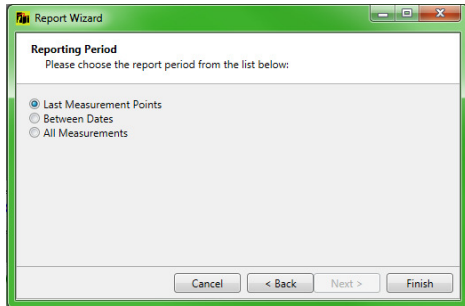 Report Wizard
Reporting Period
Please choose the report period from the list below:
Last Measurement Points
Between Dates
All Measurements
Cancel
< Back
Next >
Finish